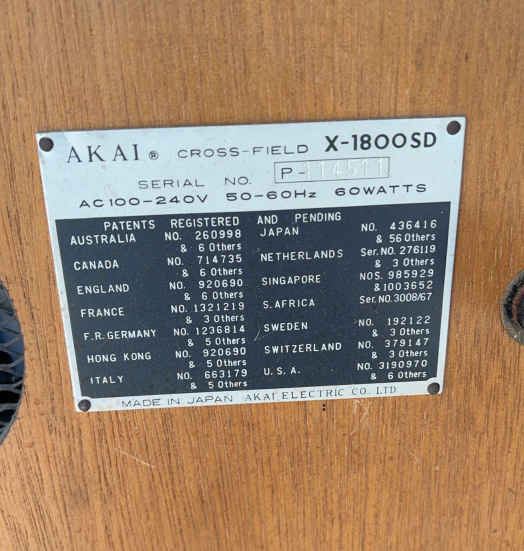 AKAI® CROSS-FIELD X-1800SD
SERIAL NO. P-114511
AC100-240V 50-60Hz 60WATTS
PATENTS REGISTERED AND PENDING
AUSTRALIA NO. 260998
& 6 Others
CANADA NO. 714735
& 6 Others
ENGLAND NO. 920690
& 6 Others
FRANCE NO. 1321219
& 3 Others
F.R. GERMANY NO. 1236814
& 5 Others
HONG KONG NO. 920690
& 5 Others
ITALY NO. 663179
& 5 Others
JAPAN NO. 436416
& 56 Others
NETHERLANDS Ser. NO. 276119
& 3 Others
SINGAPORE NOS. 985929
& 1003652
S. AFRICA Ser. NO. 3008/67
SWEDEN NO. 192122
& 3 Others
SWITZERLAND NO. 379147
& 3 Others
U.S.A. NO. 3190970
& 6 Others
MADE IN JAPAN AKAI ELECTRIC CO. LTD